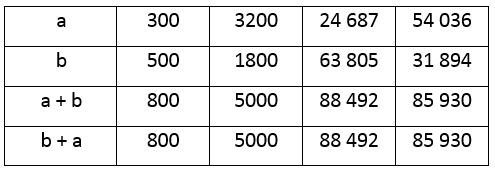 a 300 3200 24 687 54 036
b 500 1800 63 805 31 894
a + b 800 5000 88 492 85 930
b + a 800 5000 88 492 85 930